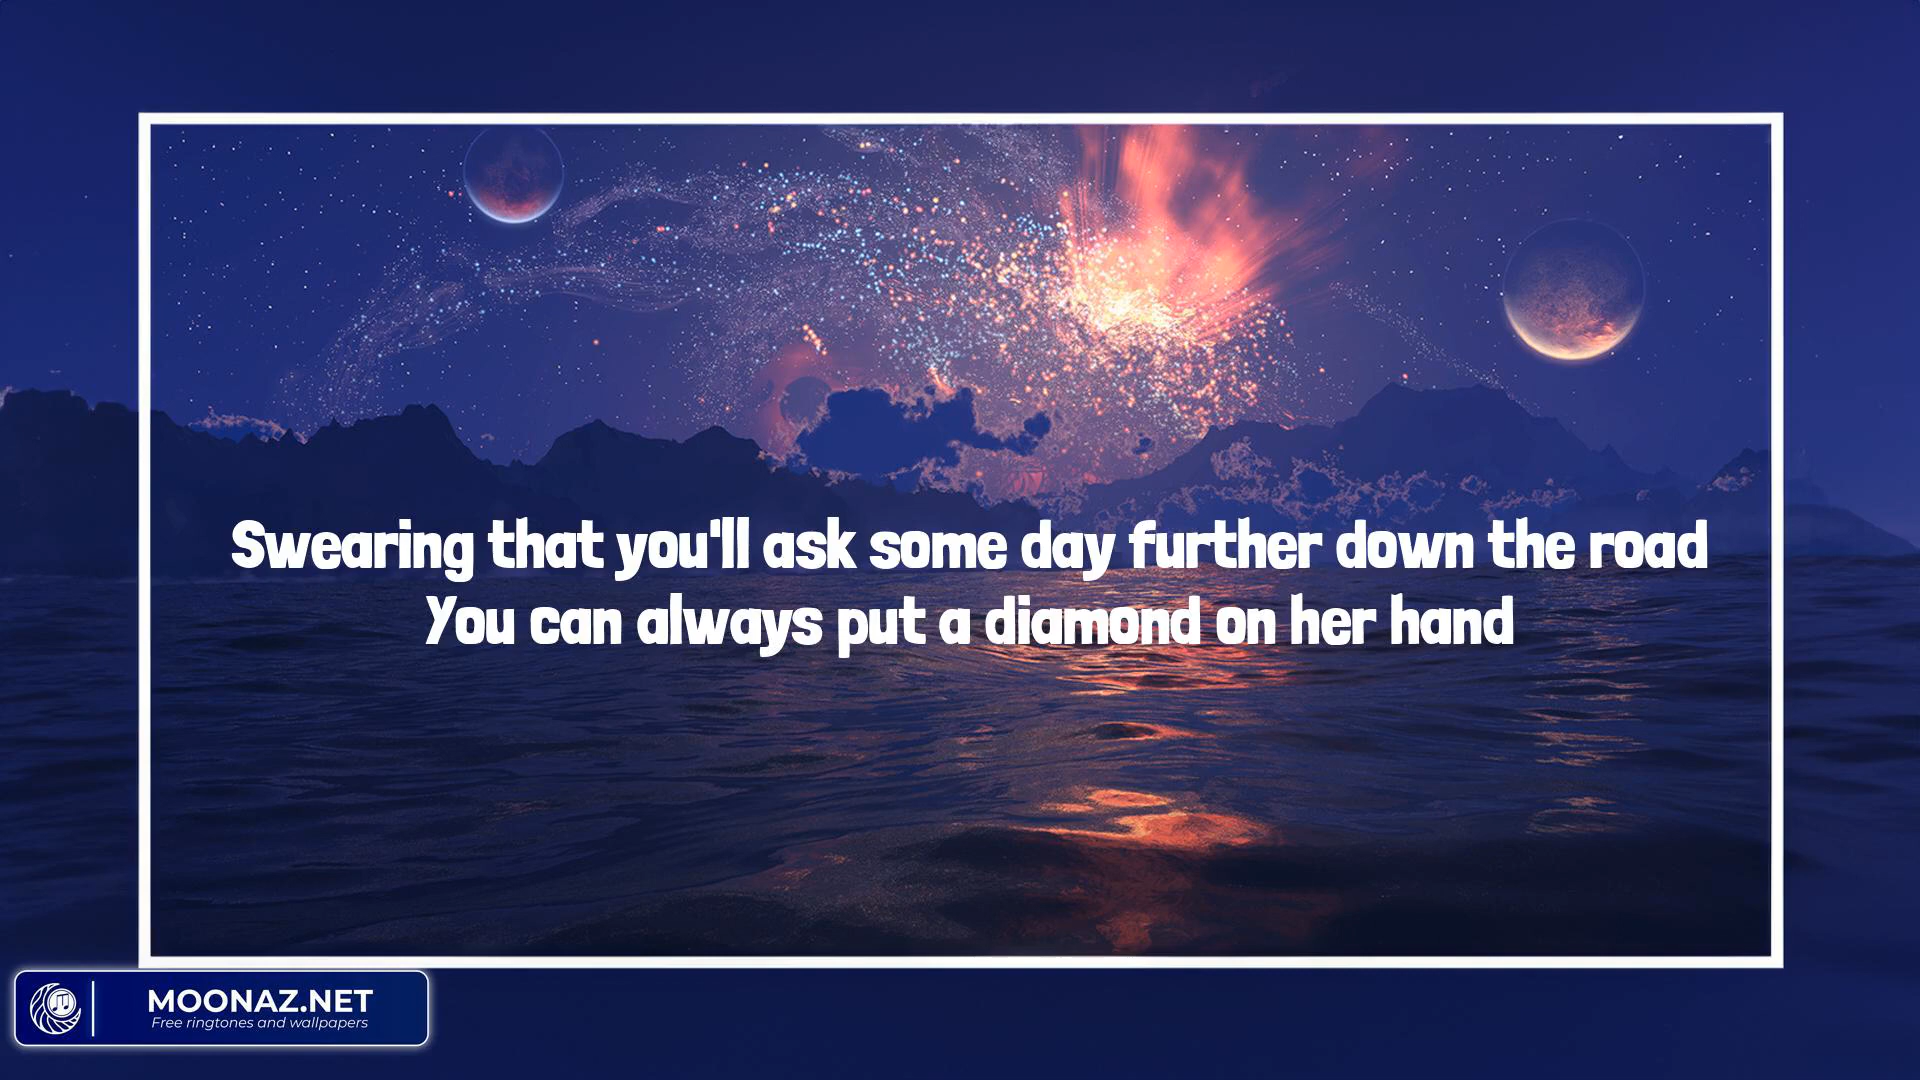 Swearing that you'll ask some day further down the road
You can always put a diamond on her hand
MOONAZ.NET
Free ringtones and wallpapers